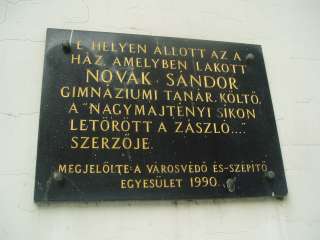 E HELYEN ÁLLOTT AZ A
HÁZ, AMELYBEN LAKOTT
NOVÁK SÁNDOR
GIMNÁZIUMI TANÁR, KÖLTŐ,
A "NAGYMAJTÉNYI SÍKON
LETÖRÖTT A ZÁSZLÓ..."
SZERZŐJE.
MEGJELÖLTE A VÁROSVÉDŐ ÉS-SZÉPÍTŐ
EGYESÜLET 1990.